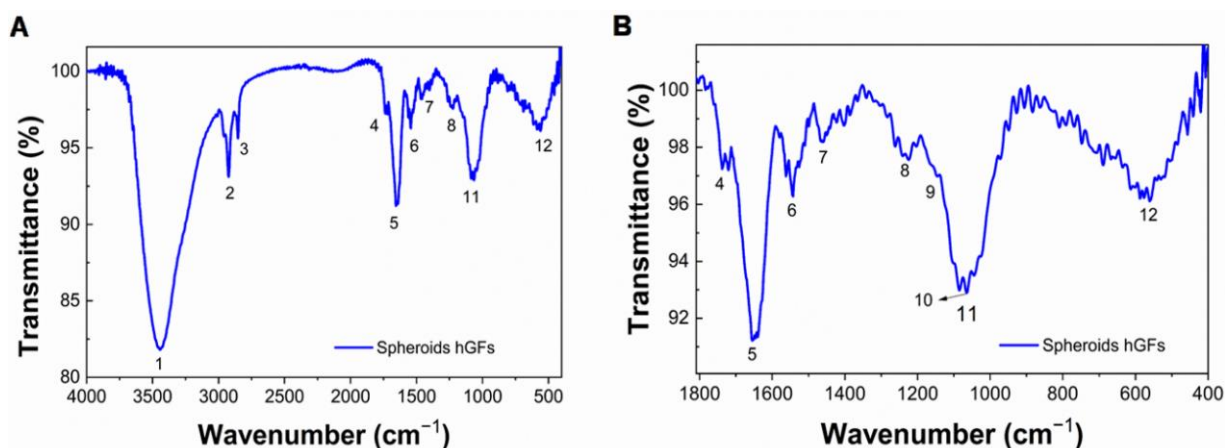 A
100
95
90
85
80
Transmittance (%)
1
2
3
4
5
6
7
8
11
12
Spheroids hGFs
4000 3500 3000 2500 2000 1500 1000 500
Wavenumber (cm⁻¹)
B
100
98
96
94
92
Transmittance (%)
4
5
6
7
8
9
10
11
12
Spheroids hGFs
1800 1600 1400 1200 1000 800 600 400
Wavenumber (cm⁻¹)